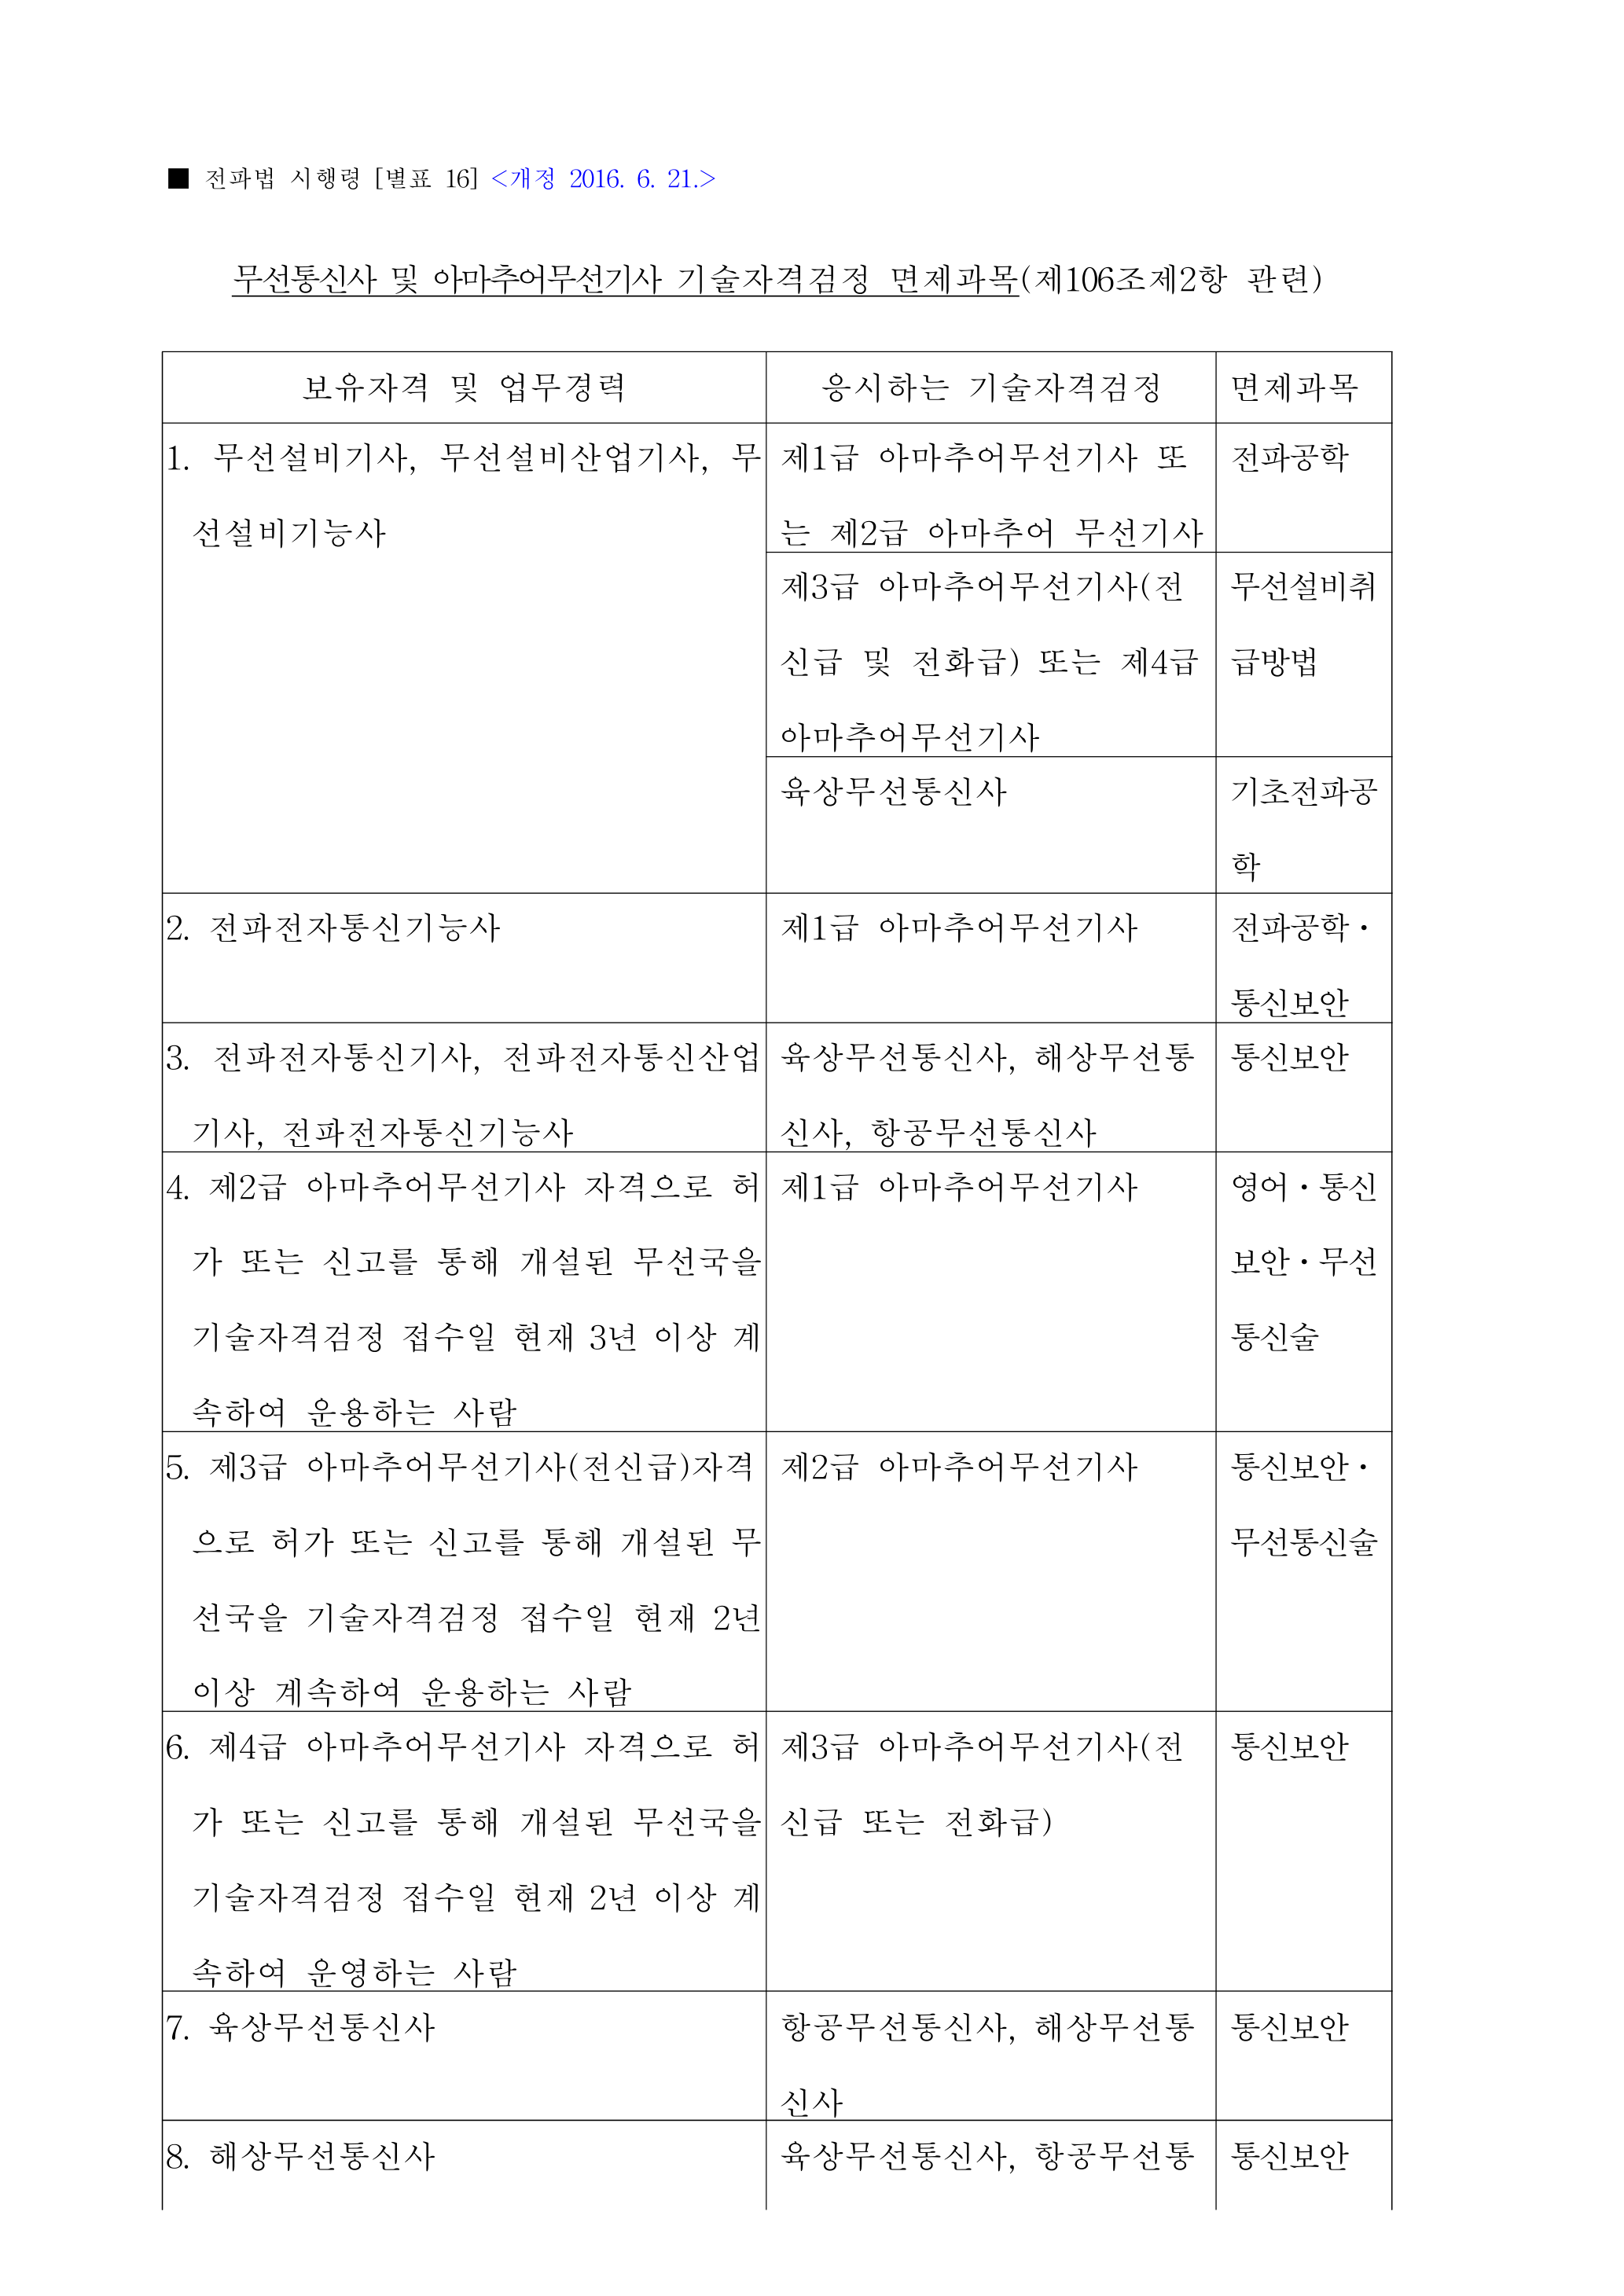 ■ 전파법 시행령 [별표 16] <개정 2016. 6. 21.>
무선통신사 및 아마추어무선기사 기술자격검정 면제과목(제106조제2항 관련)
보유자격 및 업무경력
응시하는 기술자격검정
면제과목
1. 무선설비기사, 무선설비산업기사, 무
선설비기능사
제1급 아마추어무선기사 또
는 제2급 아마추어 무선기사
전파공학
제3급 아마추어무선기사(전
신급 및 전화급) 또는 제4급
아마추어무선기사
무선설비취
급방법
육상무선통신사
기초전파공
학
2. 전파전자통신기능사
제1급 아마추어무선기사
전파공학·
통신보안
3. 전파전자통신기사, 전파전자통신산업
기사, 전파전자통신기능사
육상무선통신사, 해상무선통
신사, 항공무선통신사
통신보안
4. 제2급 아마추어무선기사 자격으로 허
가 또는 신고를 통해 개설된 무선국을
기술자격검정 접수일 현재 3년 이상 계
속하여 운용하는 사람
제1급 아마추어무선기사
영어·통신
보안·무선
통신술
5. 제3급 아마추어무선기사(전신급)자격
으로 허가 또는 신고를 통해 개설된 무
선국을 기술자격검정 접수일 현재 2년
이상 계속하여 운용하는 사람
제2급 아마추어무선기사
통신보안·
무선통신술
6. 제4급 아마추어무선기사 자격으로 허
가 또는 신고를 통해 개설된 무선국을
기술자격검정 접수일 현재 2년 이상 계
속하여 운영하는 사람
제3급 아마추어무선기사(전
신급 또는 전화급)
통신보안
7. 육상무선통신사
항공무선통신사, 해상무선통
신사
통신보안
8. 해상무선통신사
육상무선통신사, 항공무선통
통신보안